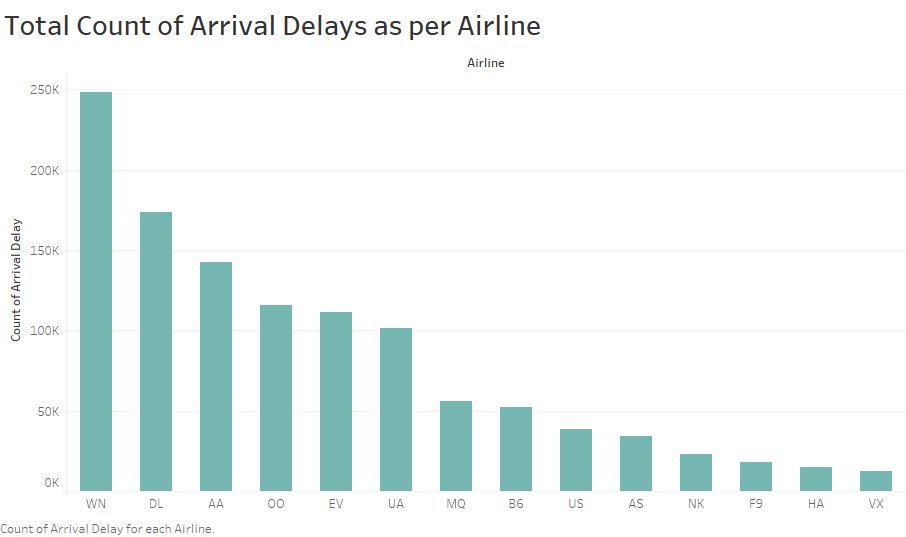 Total Count of Arrival Delays as per Airline
Airline
Count of Arrival Delay
250K
200K
150K
100K
50K
0K
WN DL AA OO EV UA MQ B6 US AS NK F9 HA VX
Count of Arrival Delay for each Airline.